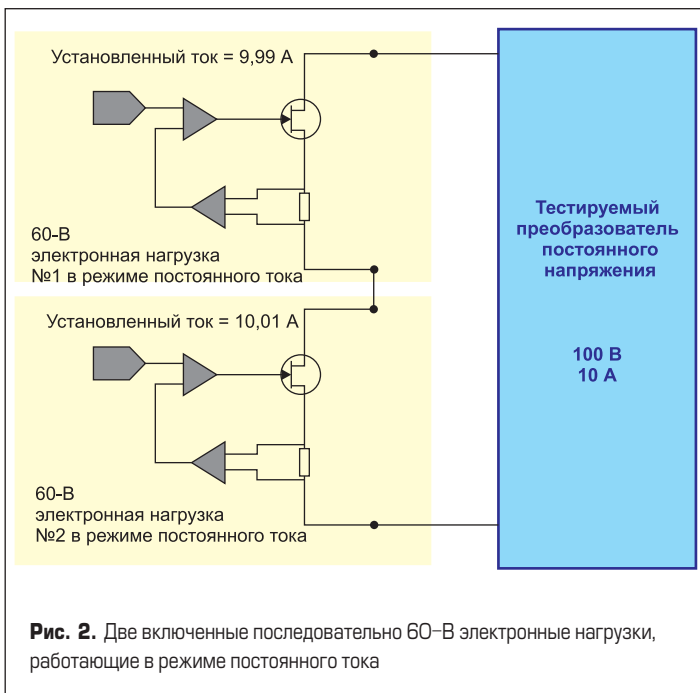 Установленный ток = 9,99 А
60-В
электронная нагрузка
№1 в режиме постоянного тока
Установленный ток = 10,01 А
60-В
электронная нагрузка
№2 в режиме постоянного тока
Тестируемый
преобразователь
постоянного
напряжения
100 В
10 А
Рис. 2. Две включенные последовательно 60–В электронные нагрузки,
работающие в режиме постоянного тока